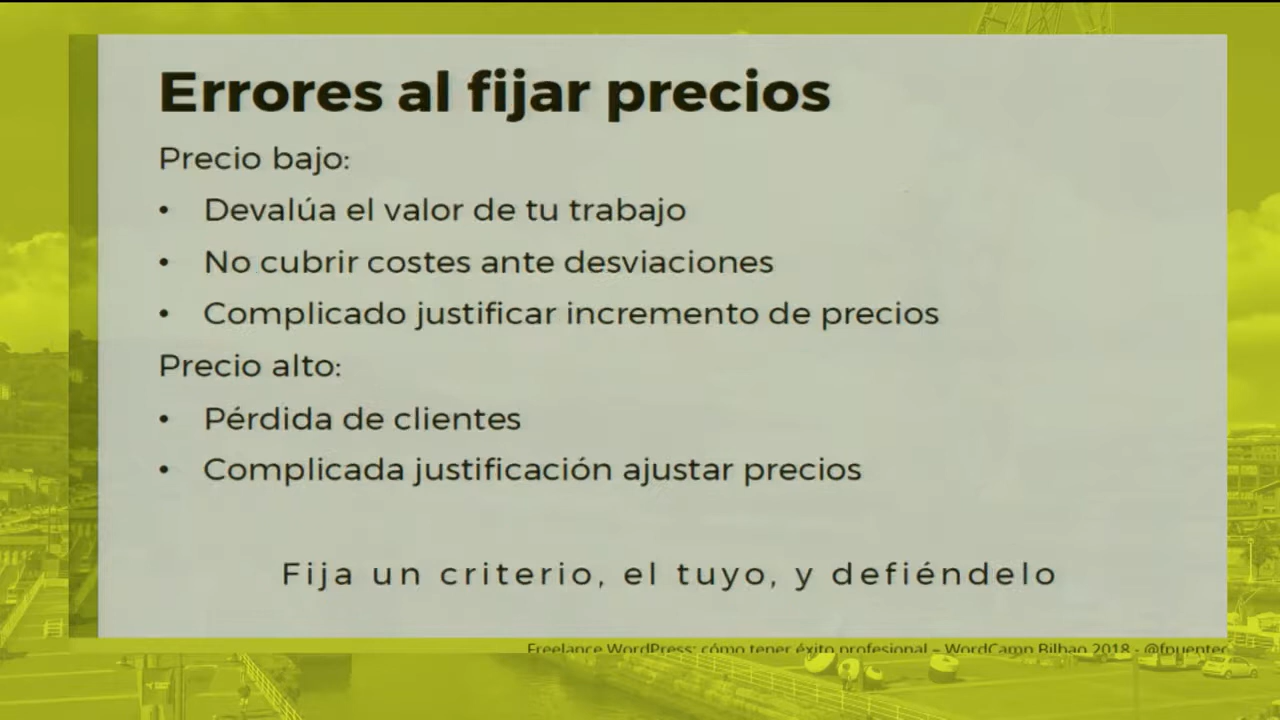 Errores al fijar precios
Precio bajo:
• Devalúa el valor de tu trabajo
• No cubrir costes ante desviaciones
• Complicado justificar incremento de precios
Precio alto:
• Pérdida de clientes
• Complicada justificación ajustar precios
Fija un criterio, el tuyo, y defiéndelo
Freelance WordPress: cómo tener éxito profesional – WordCamp Bilbao 2018 - @fpuentec